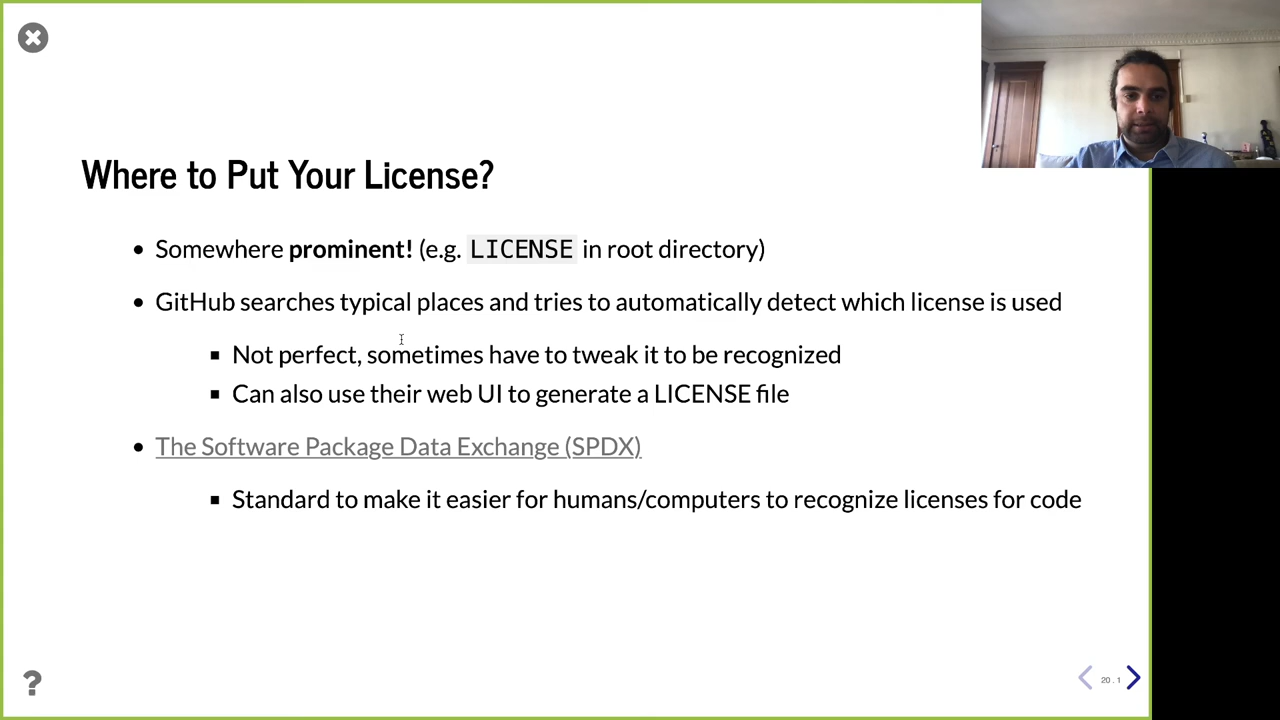 Where to Put Your License?
Somewhere prominent! (e.g. LICENSE in root directory)
GitHub searches typical places and tries to automatically detect which license is used
Not perfect, sometimes have to tweak it to be recognized
Can also use their web UI to generate a LICENSE file
The Software Package Data Exchange (SPDX)
Standard to make it easier for humans/computers to recognize licenses for code
?
20.1